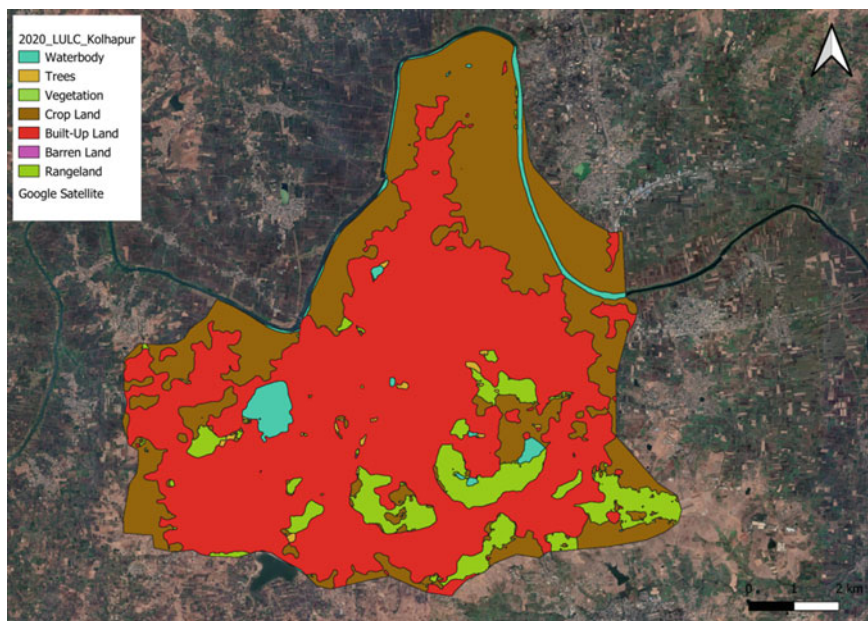 2020_LULC_Kolhapur
Waterbody
Trees
Vegetation
Crop Land
Built-Up Land
Barren Land
Rangeland
Google Satellite
0 1 2 km